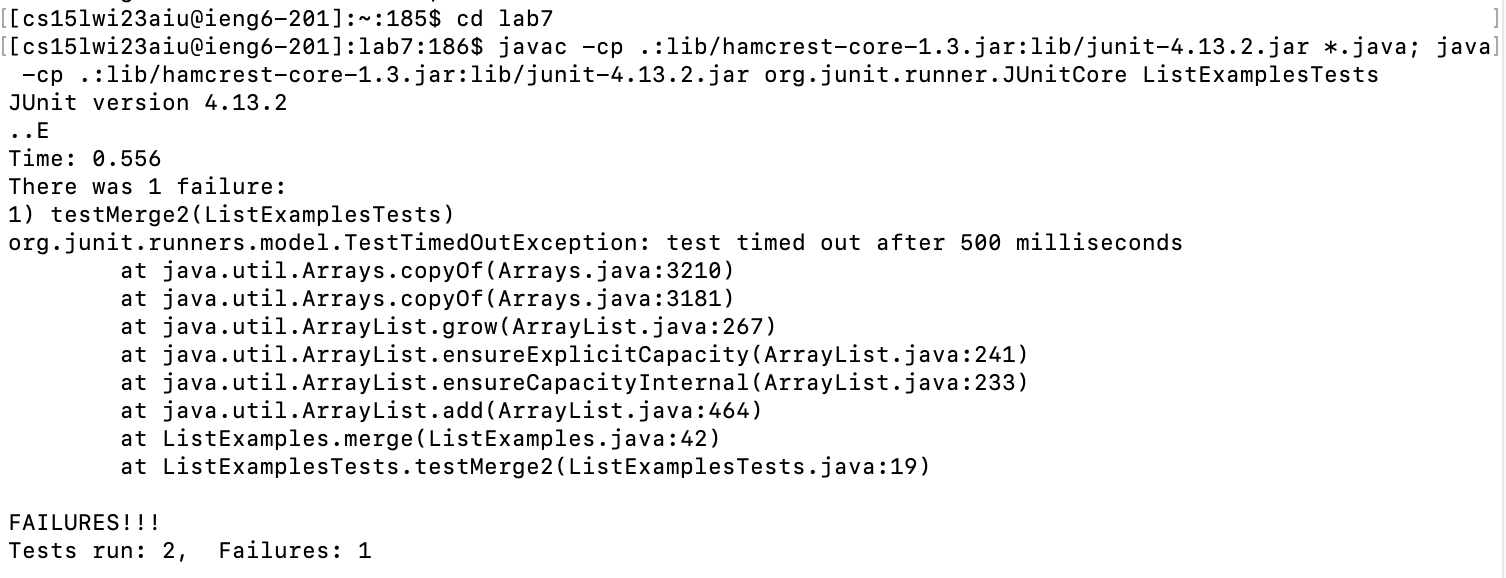 [[cs15lwi23aiu@ieng6-201]:~:185$ cd lab7 ]
[[cs15lwi23aiu@ieng6-201]:lab7:186$ javac -cp .:lib/hamcrest-core-1.3.jar:lib/junit-4.13.2.jar *.java; java]
 -cp .:lib/hamcrest-core-1.3.jar:lib/junit-4.13.2.jar org.junit.runner.JUnitCore ListExamplesTests
JUnit version 4.13.2
..E
Time: 0.556
There was 1 failure:
1) testMerge2(ListExamplesTests)
org.junit.runners.model.TestTimedOutException: test timed out after 500 milliseconds
        at java.util.Arrays.copyOf(Arrays.java:3210)
        at java.util.Arrays.copyOf(Arrays.java:3181)
        at java.util.ArrayList.grow(ArrayList.java:267)
        at java.util.ArrayList.ensureExplicitCapacity(ArrayList.java:241)
        at java.util.ArrayList.ensureCapacityInternal(ArrayList.java:233)
        at java.util.ArrayList.add(ArrayList.java:464)
        at ListExamples.merge(ListExamples.java:42)
        at ListExamplesTests.testMerge2(ListExamplesTests.java:19)

FAILURES!!!
Tests run: 2,  Failures: 1